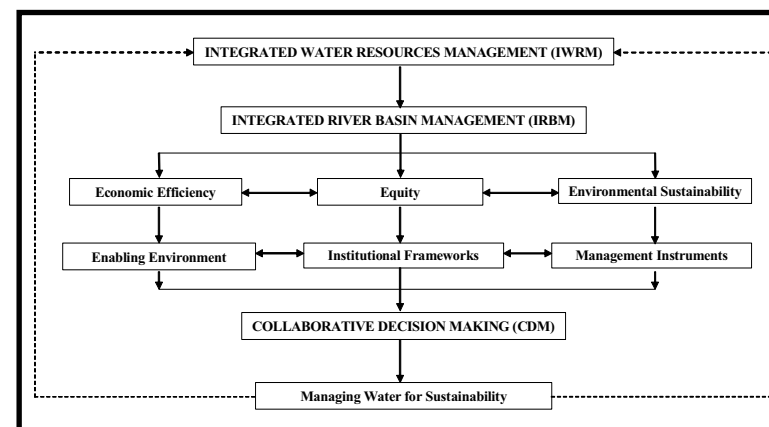 INTEGRATED WATER RESOURCES MANAGEMENT (IWRM)
INTEGRATED RIVER BASIN MANAGEMENT (IRBM)
Economic Efficiency
Equity
Environmental Sustainability
Enabling Environment
Institutional Frameworks
Management Instruments
COLLABORATIVE DECISION MAKING (CDM)
Managing Water for Sustainability